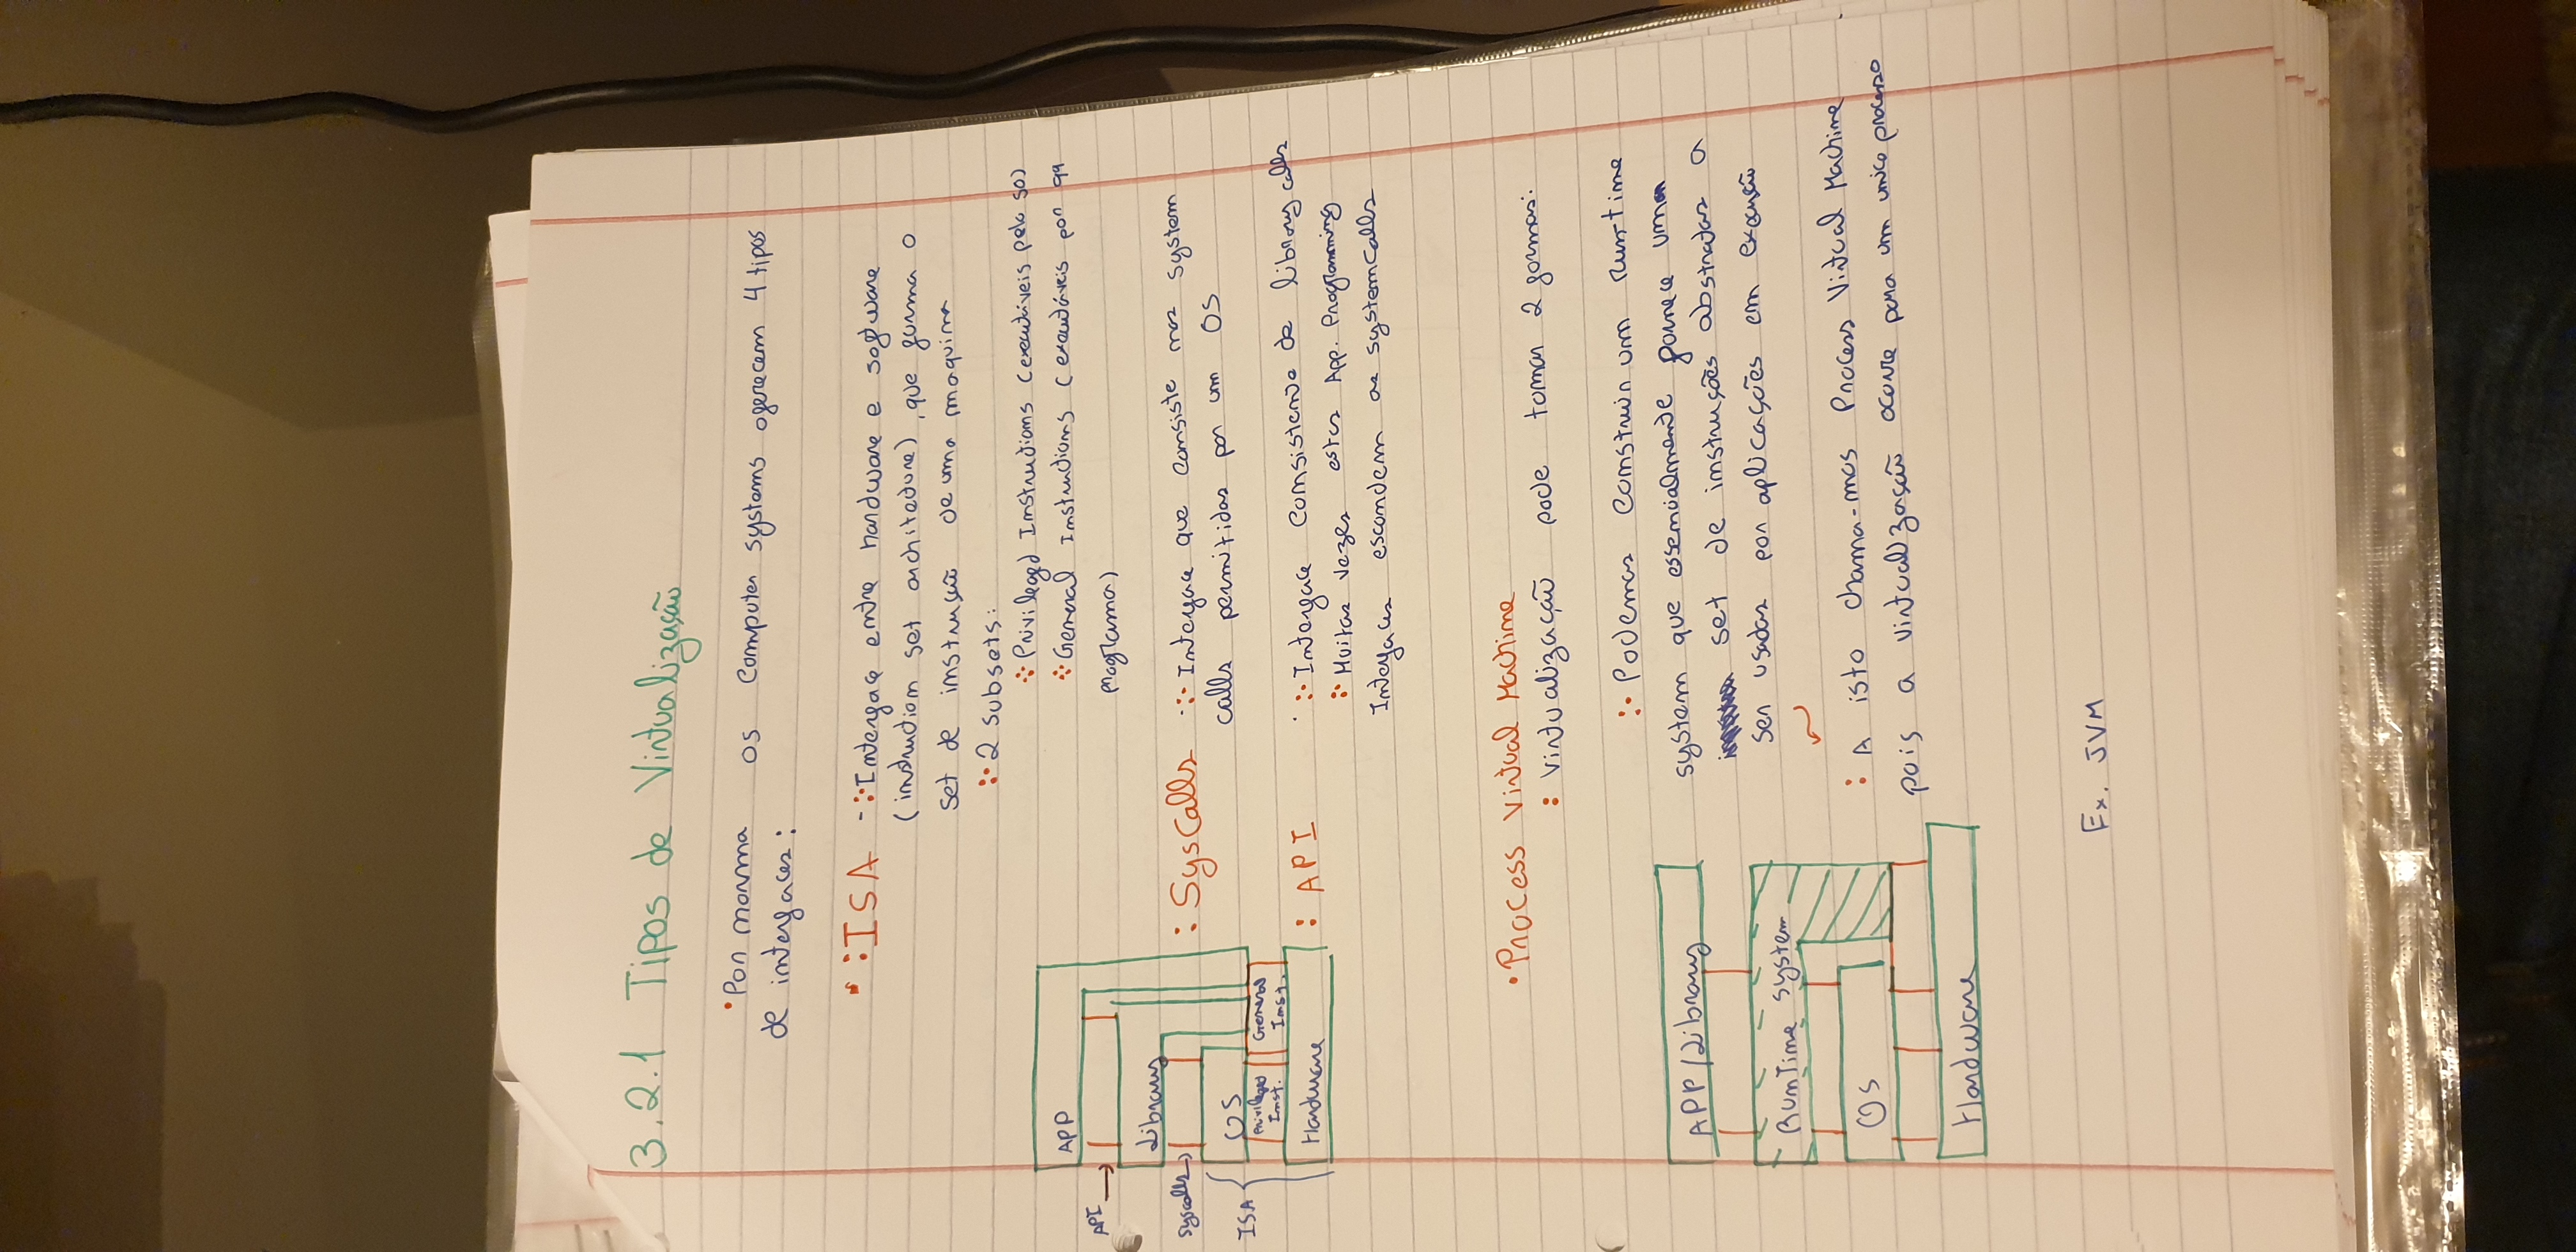 3.2.1 Tipos de Virtualização
• Por norma os Computer systems oferecem 4 tipos
de interfaces:
: ISA - Interface entre hardware e software
(instruction set architecture), que forma o
set de instrução de uma maquina
2 subsets:
Privileged Instructions (executáveis pelo SO)
General Instructions (executáveis por qq
programa)
APP
API →
Library
syscalls →
OS
ISA
Privileged Inst.
General Inst.
Hardware
: SysCalls Interface que consiste nas system
calls permitidas por um OS
: API Interface consistente de library calls
Muitas vezes estas App. Programming
Interfaces escondem as systemcalls
• Process Virtual Machine
: Virtualização pode tomar 2 formas:
Podemos construir um Run-time
system que essencialmente fornece um
set de instruções abstratas a
ser usadas por aplicações em execução
: A isto chama-mos Process Virtual Machine
pois a virtualização ocorre para um unico processo
APP/Library
RunTime system
OS
Hardware
Ex. JVM